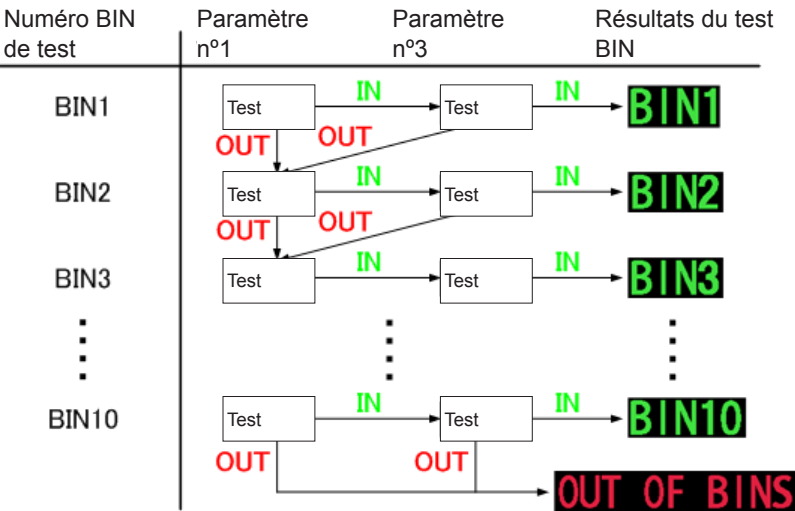 Numéro BIN
de test
Paramètre
nº1
Paramètre
nº3
Résultats du test
BIN
BIN1
Test
IN
Test
IN
BIN1
OUT
OUT
BIN2
Test
IN
Test
IN
BIN2
OUT
OUT
BIN3
Test
IN
Test
IN
BIN3
BIN10
Test
IN
Test
IN
BIN10
OUT
OUT
OUT OF BINS